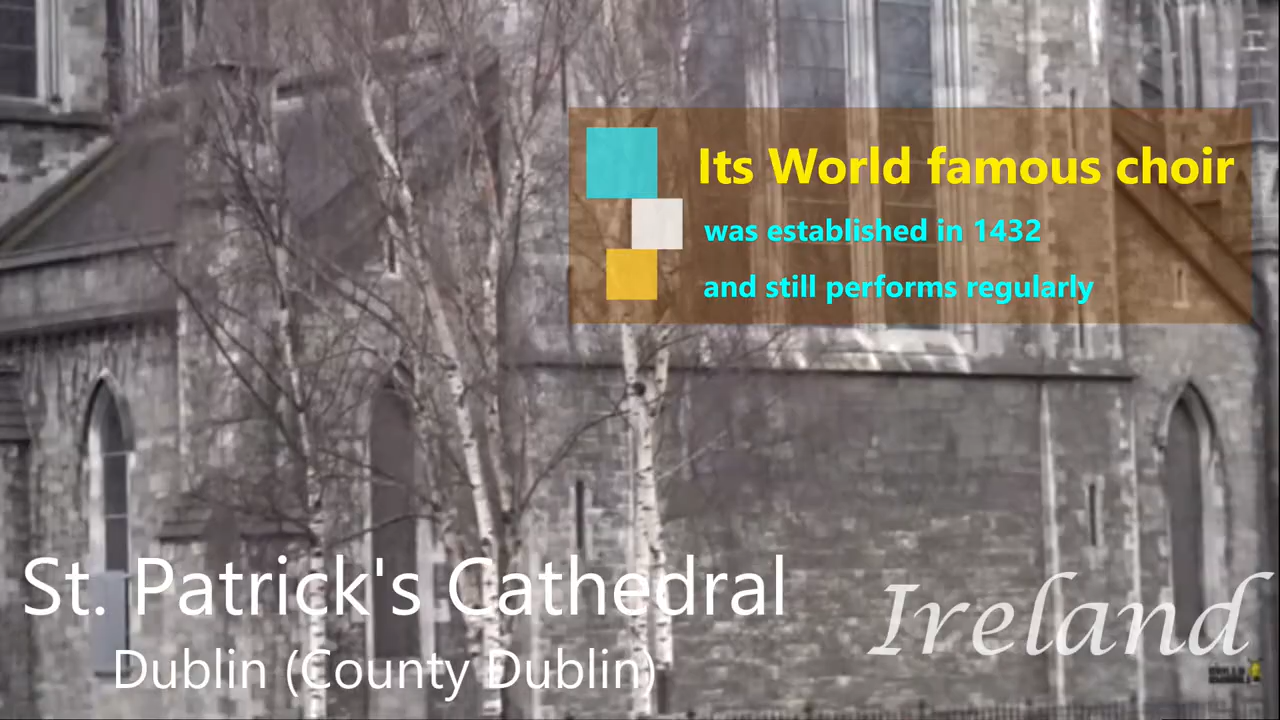 Its World famous choir
was established in 1432
and still performs regularly
St. Patrick's Cathedral
Dublin (County Dublin)
Ireland